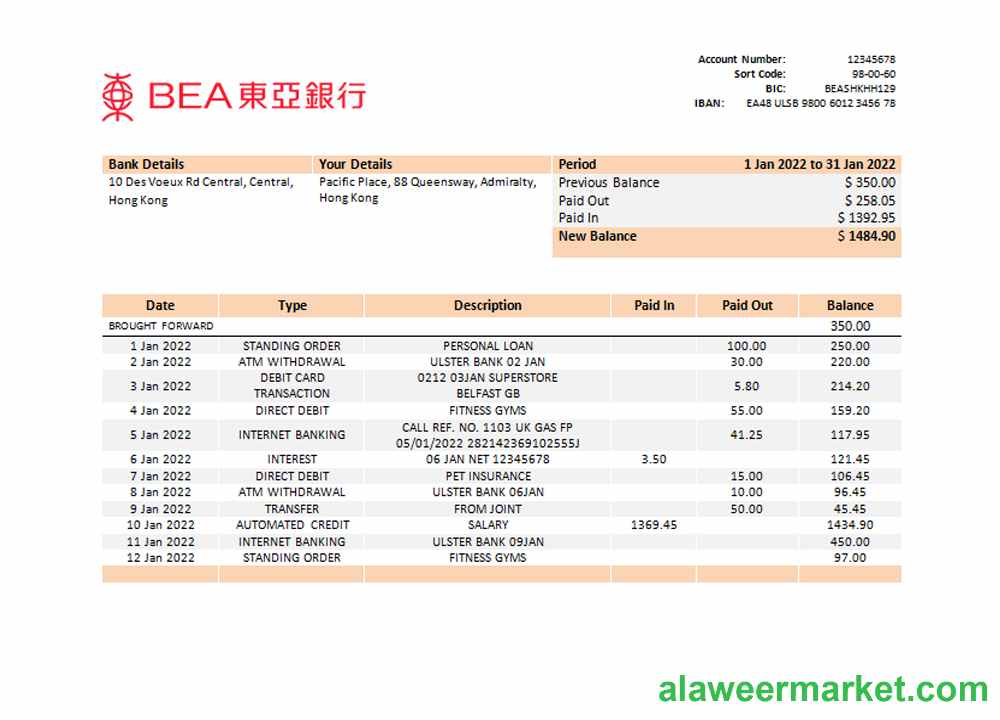 Account Number: 12345678
Sort Code: 98-00-60
BIC: BEASHKHH129
IBAN: EA48 ULSB 9800 6012 3456 78
BEA東亞銀行
Bank Details Your Details Period 1 Jan 2022 to 31 Jan 2022
10 Des Voeux Rd Central, Central, Pacific Place, 88 Queensway, Admiralty, Previous Balance $ 350.00
Hong Kong Hong Kong Paid Out $ 258.05
Paid In $ 1392.95
New Balance $ 1484.90
Date Type Description Paid In Paid Out Balance
BROUGHT FORWARD 350.00
1 Jan 2022 STANDING ORDER PERSONAL LOAN 100.00 250.00
2 Jan 2022 ATM WITHDRAWAL ULSTER BANK 02 JAN 30.00 220.00
3 Jan 2022 DEBIT CARD TRANSACTION 0212 03JAN SUPERSTORE BELFAST GB 5.80 214.20
4 Jan 2022 DIRECT DEBIT FITNESS GYMS 55.00 159.20
5 Jan 2022 INTERNET BANKING CALL REF. NO. 1103 UK GAS FP 05/01/2022 282142369102555J 41.25 117.95
6 Jan 2022 INTEREST 06 JAN NET 12345678 3.50 121.45
7 Jan 2022 DIRECT DEBIT PET INSURANCE 15.00 106.45
8 Jan 2022 ATM WITHDRAWAL ULSTER BANK 06JAN 10.00 96.45
9 Jan 2022 TRANSFER FROM JOINT 50.00 45.45
10 Jan 2022 AUTOMATED CREDIT SALARY 1369.45 1434.90
11 Jan 2022 INTERNET BANKING ULSTER BANK 09JAN 450.00
12 Jan 2022 STANDING ORDER FITNESS GYMS 97.00
alaweermarket.com